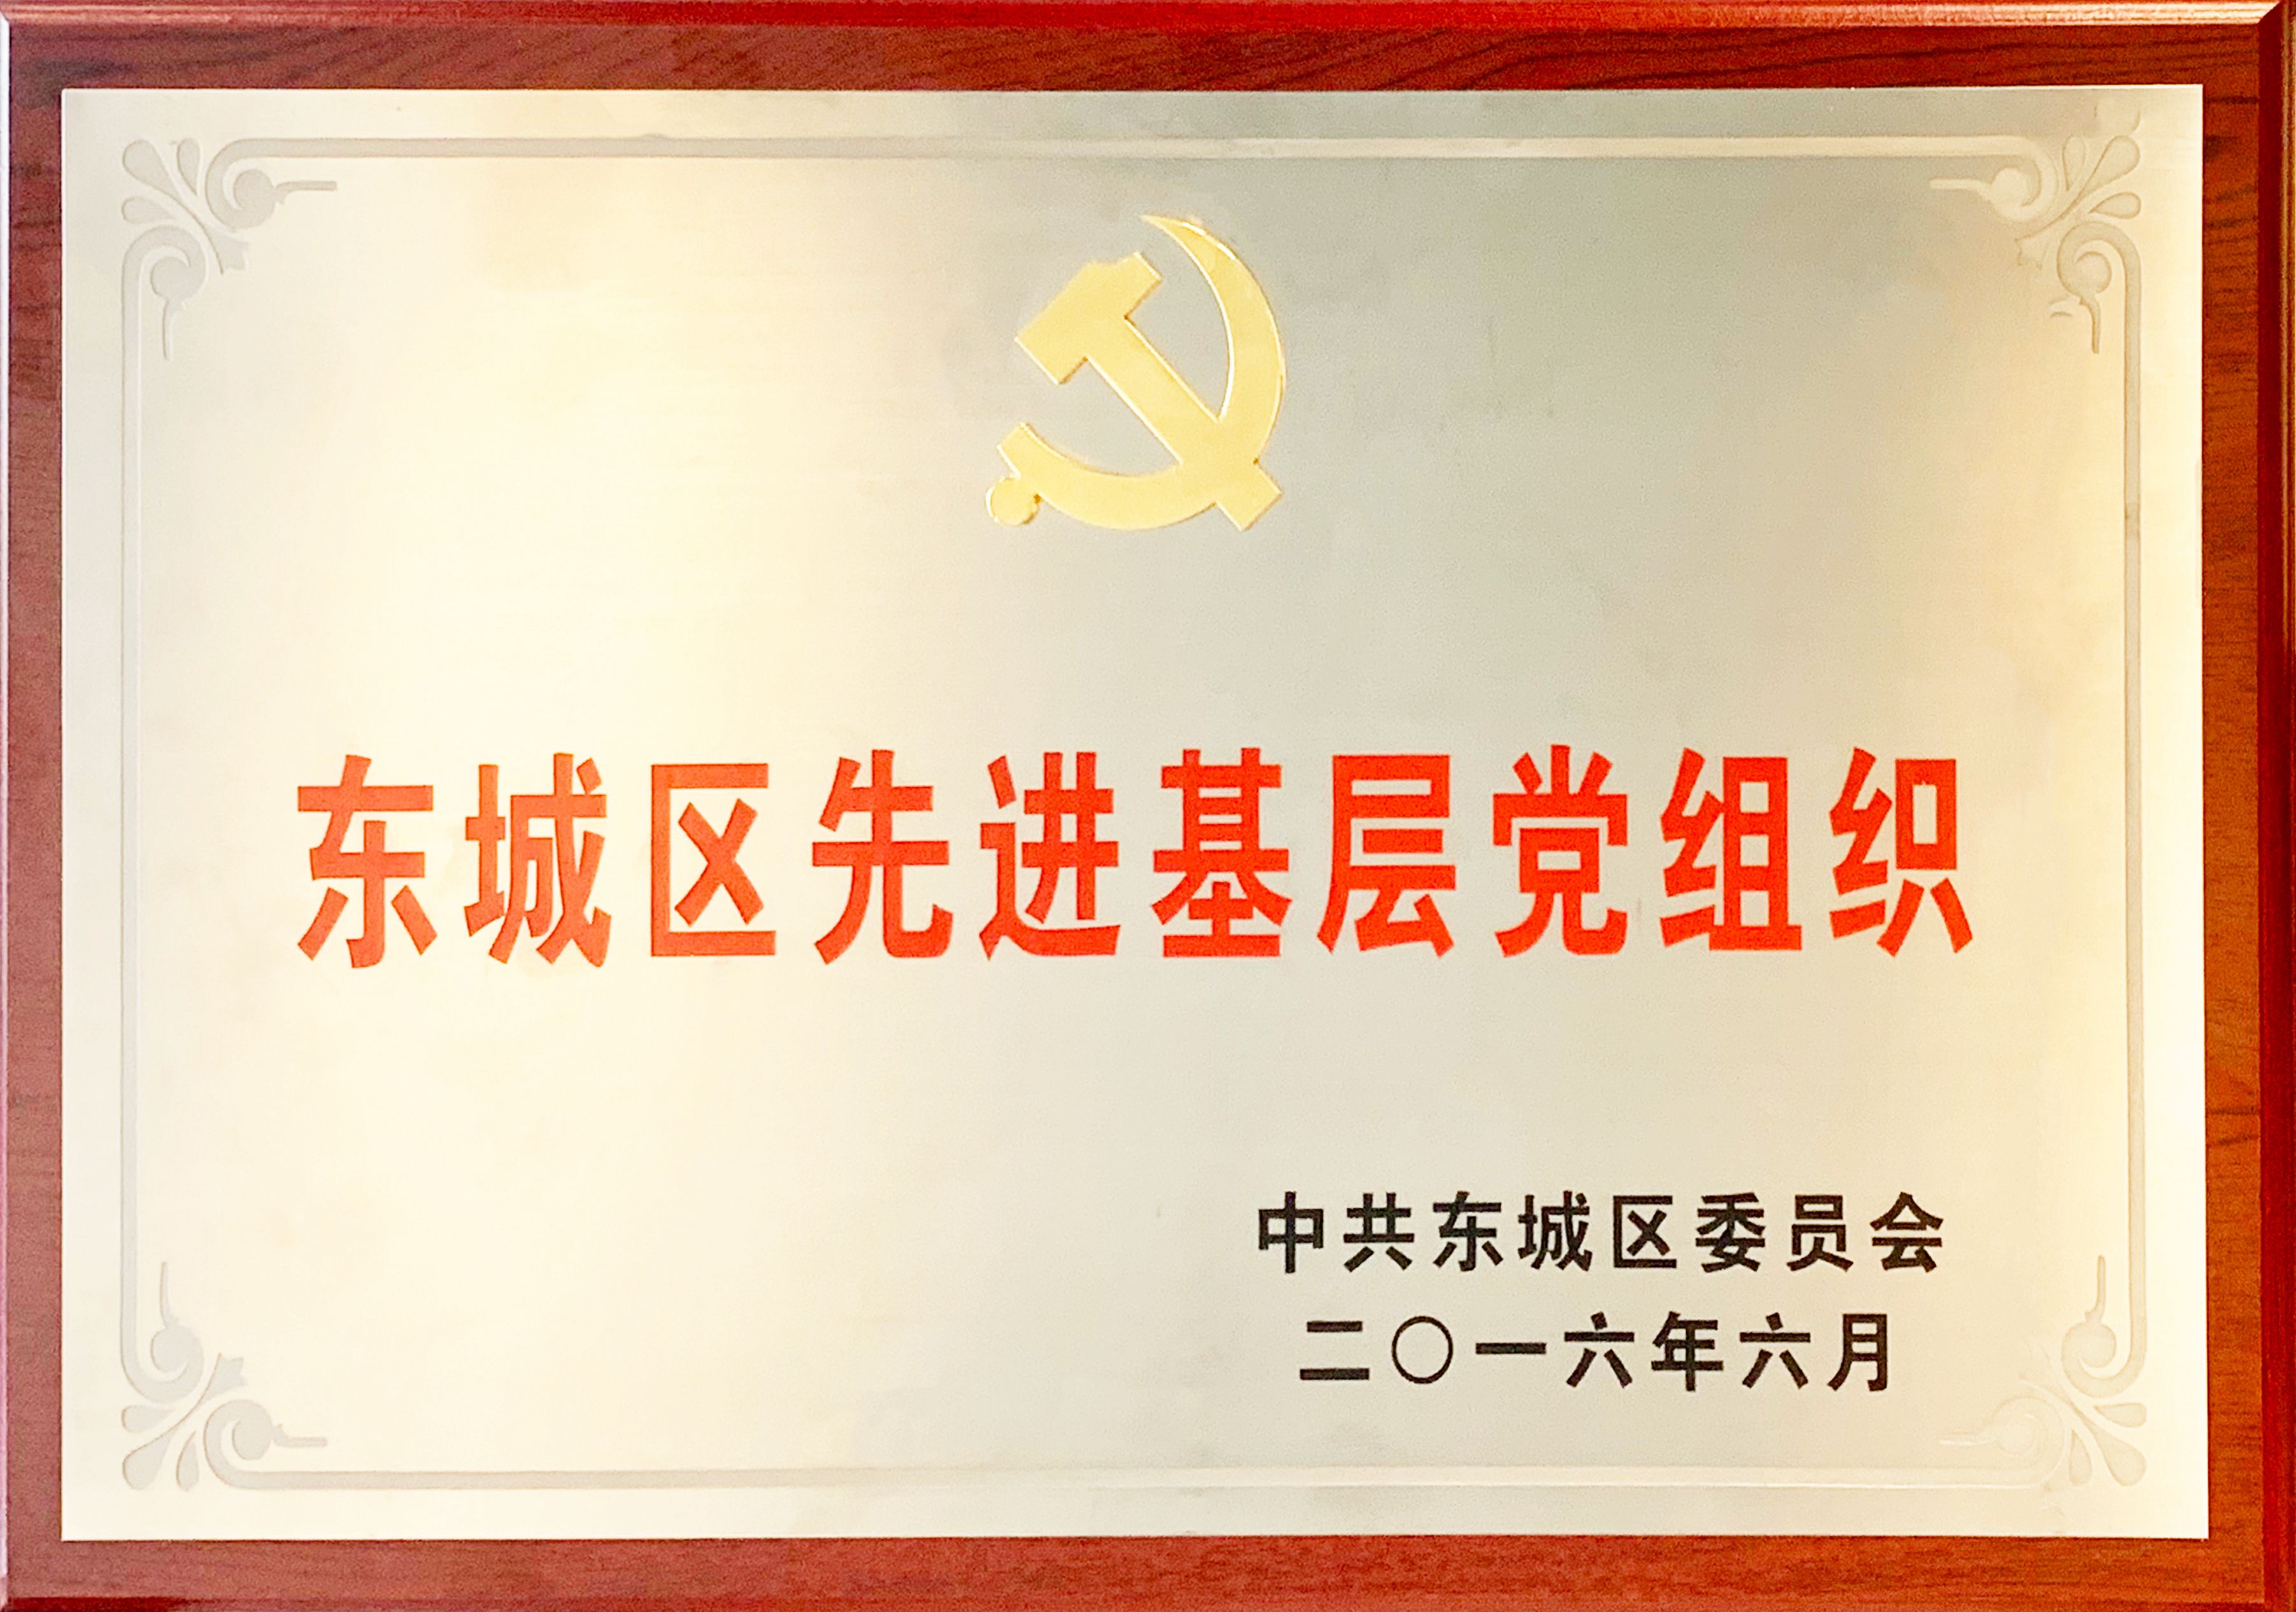 东城区先进基层党组织
中共东城区委员会
二〇一六年六月